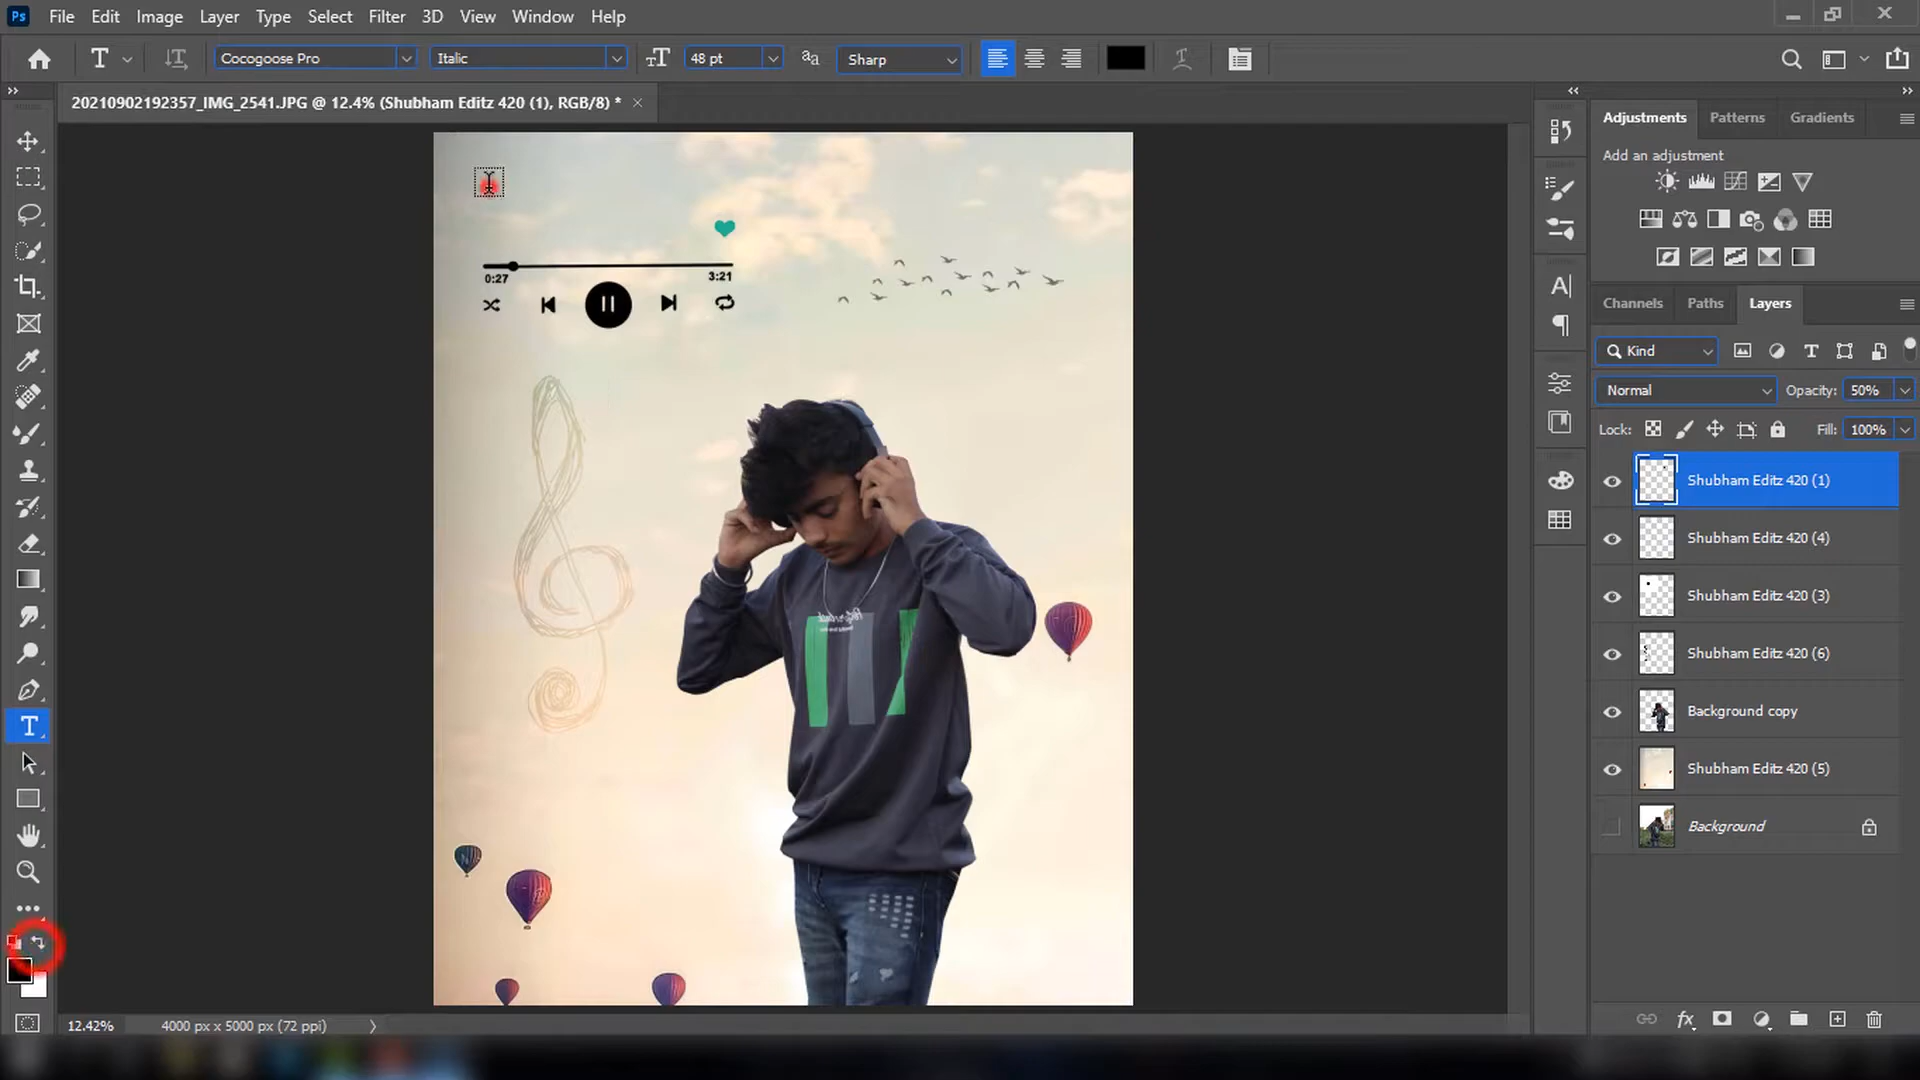 Ps File Edit Image Layer Type Select Filter 3D View Window Help
T Cocogoose Pro Italic 48 pt aa Sharp
20210902192357_IMG_2541.JPG @ 12.4% (Shubham Editz 420 (1), RGB/8) * ×
Adjustments Patterns Gradients
Add an adjustment
0:27 3:21
Channels Paths Layers
Kind
Normal Opacity: 50%
Lock: Fill: 100%
Shubham Editz 420 (1)
Shubham Editz 420 (4)
Shubham Editz 420 (3)
Shubham Editz 420 (6)
Background copy
Shubham Editz 420 (5)
Background
fx
12.42% 4000 px x 5000 px (72 ppi)